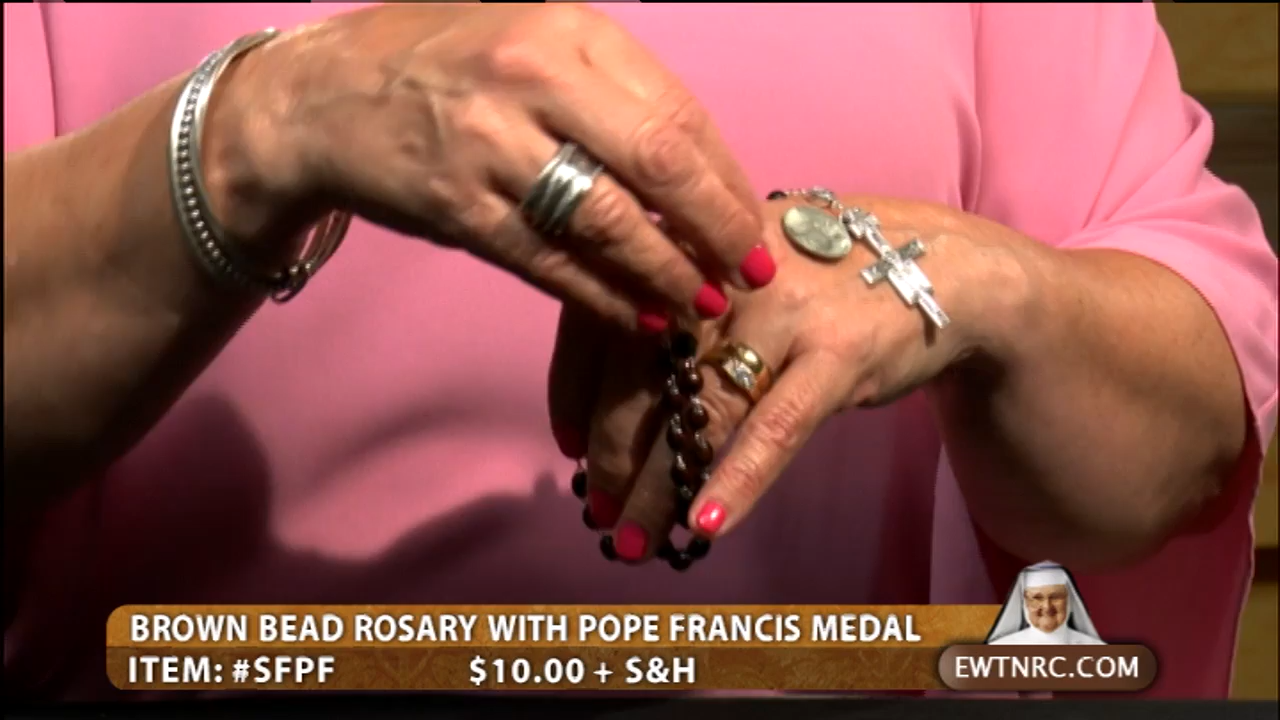 BROWN BEAD ROSARY WITH POPE FRANCIS MEDAL
ITEM: #SFPF $10.00 + S&H
EWTNRC.COM